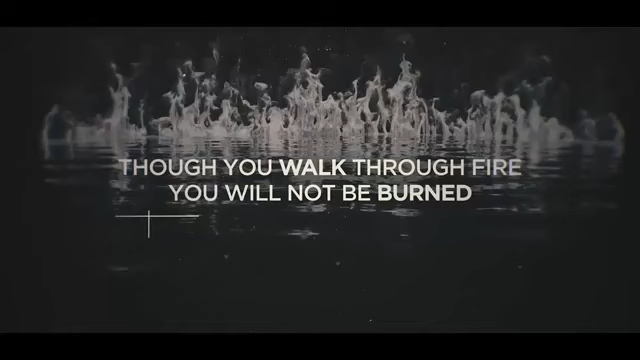 THOUGH YOU WALK THROUGH FIRE
YOU WILL NOT BE BURNED